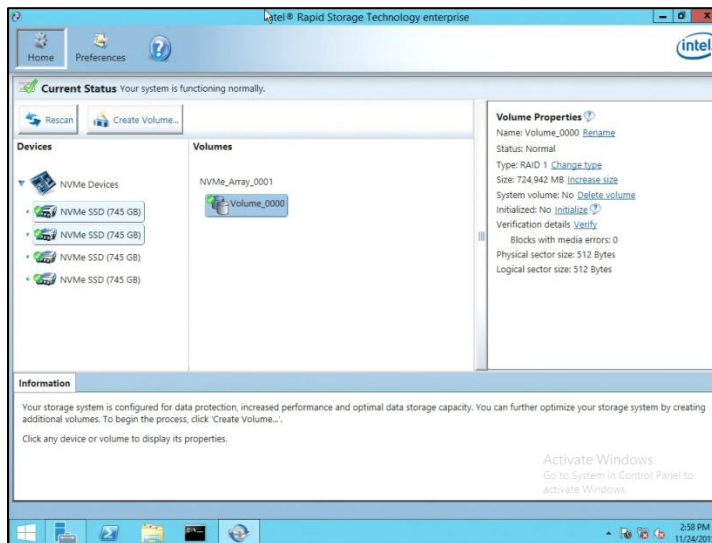 Intel® Rapid Storage Technology enterprise
Home
Preferences
intel
Current Status Your system is functioning normally.
Rescan
Create Volume...
Devices
NVMe Devices
NVMe SSD (745 GB)
NVMe SSD (745 GB)
NVMe SSD (745 GB)
NVMe SSD (745 GB)
Volumes
NVMe_Array_0001
Volume_0000
Volume Properties ?
Name: Volume_0000 Rename
Status: Normal
Type: RAID 1 Change type
Size: 724,942 MB Increase size
System volume: No Delete volume
Initialized: No Initialize ?
Verification details Verify
Blocks with media errors: 0
Physical sector size: 512 Bytes
Logical sector size: 512 Bytes
Information
Your storage system is configured for data protection, increased performance and optimal data storage capacity. You can further optimize your storage system by creating
additional volumes. To begin the process, click 'Create Volume...'.
Click any device or volume to display its properties.
Activate Windows
Go to System in Control Panel to
activate Windows.
2:58 PM
11/24/201